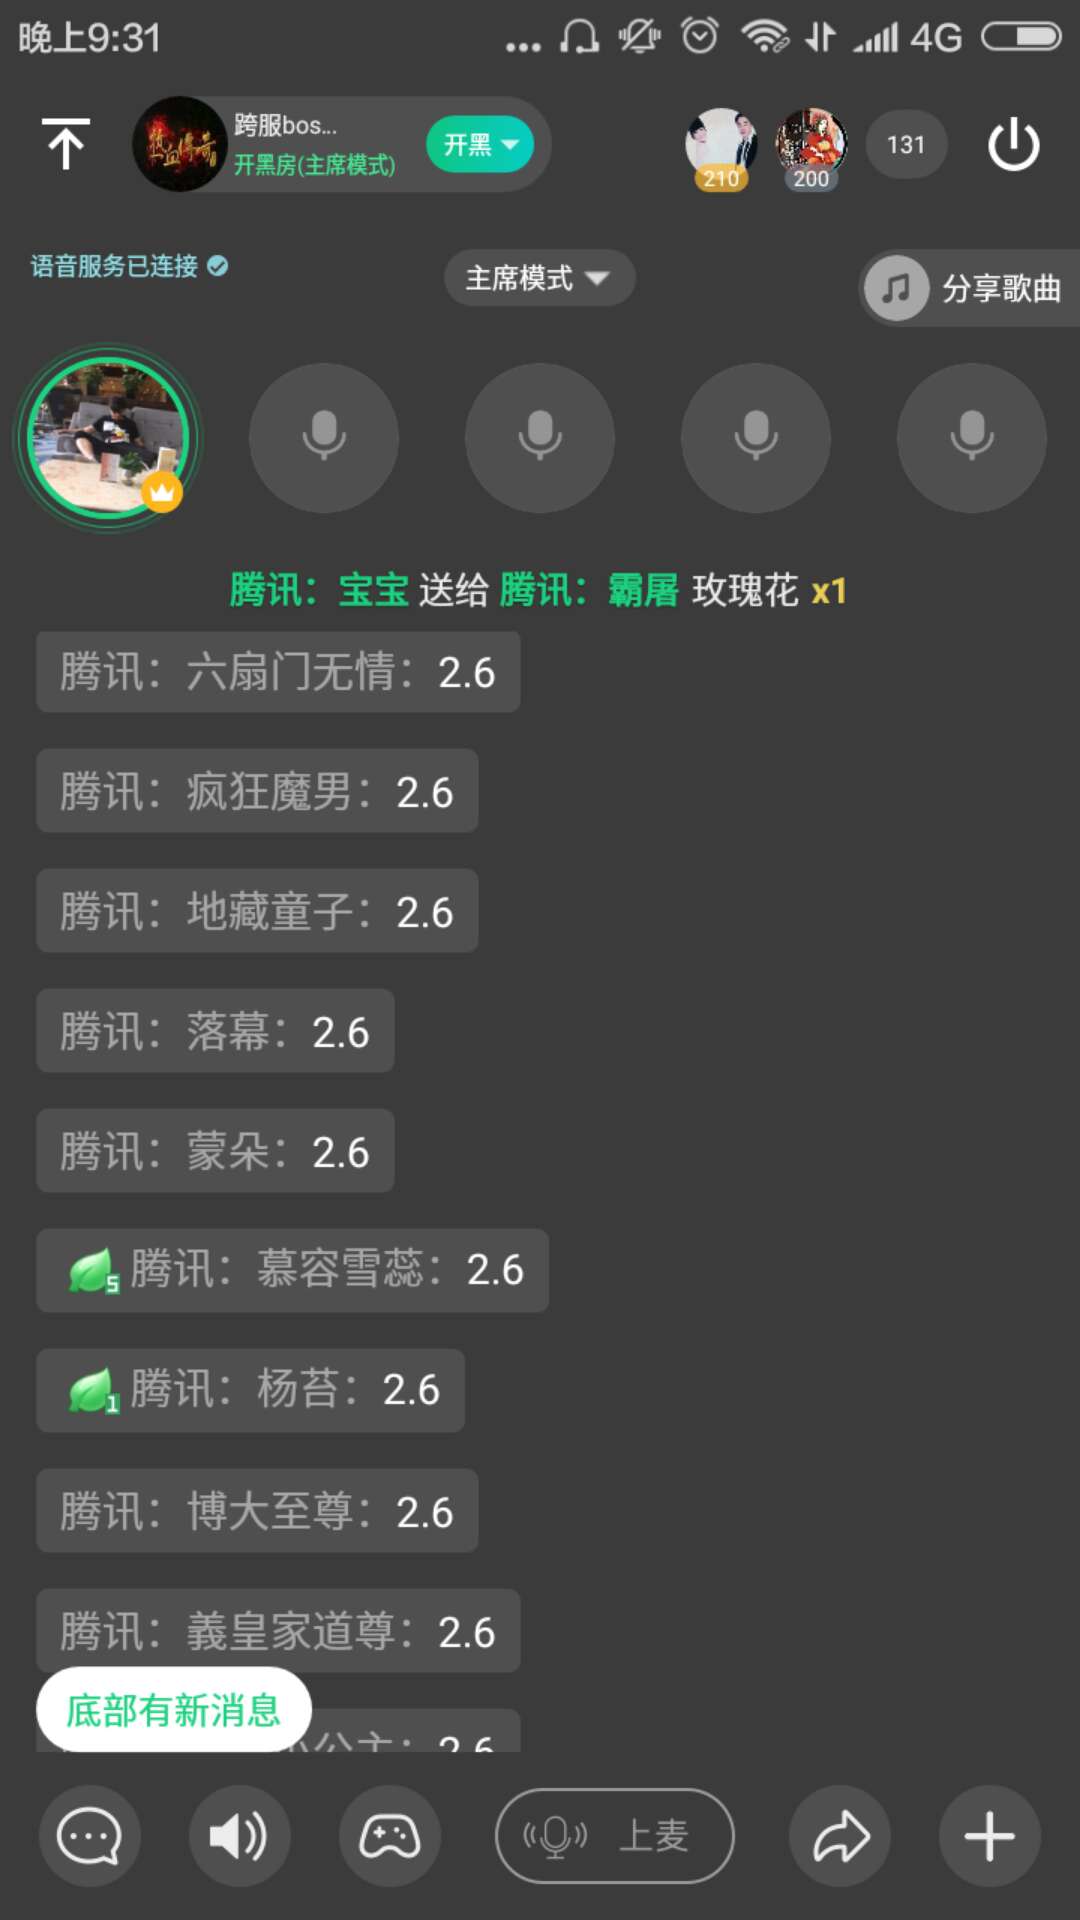 晚上9:31
4G
热血传奇
跨服bos...
开黑房(主席模式)
开黑
210
200
131
语音服务已连接
主席模式
分享歌曲
腾讯：宝宝 送给 腾讯：霸屠 玫瑰花 x1
腾讯：六扇门无情：2.6
腾讯：疯狂魔男：2.6
腾讯：地藏童子：2.6
腾讯：落幕：2.6
腾讯：蒙朵：2.6
5 腾讯：慕容雪蕊：2.6
1 腾讯：杨苔：2.6
腾讯：博大至尊：2.6
腾讯：義皇家道尊：2.6
底部有新消息
公主：2.6
上麦